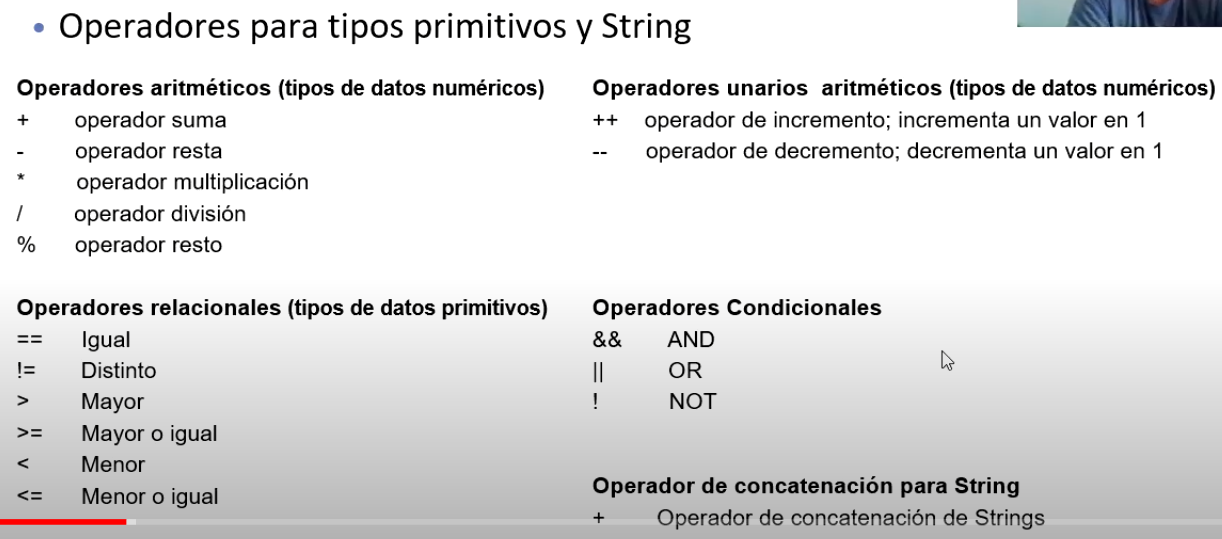 • Operadores para tipos primitivos y String
Operadores aritméticos (tipos de datos numéricos)
+ operador suma
- operador resta
* operador multiplicación
/ operador división
% operador resto
Operadores unarios aritméticos (tipos de datos numéricos)
++ operador de incremento; incrementa un valor en 1
-- operador de decremento; decrementa un valor en 1
Operadores relacionales (tipos de datos primitivos)
== Igual
!= Distinto
> Mayor
>= Mayor o igual
< Menor
<= Menor o igual
Operadores Condicionales
&& AND
|| OR
! NOT
Operador de concatenación para String
+ Operador de concatenación de Strings